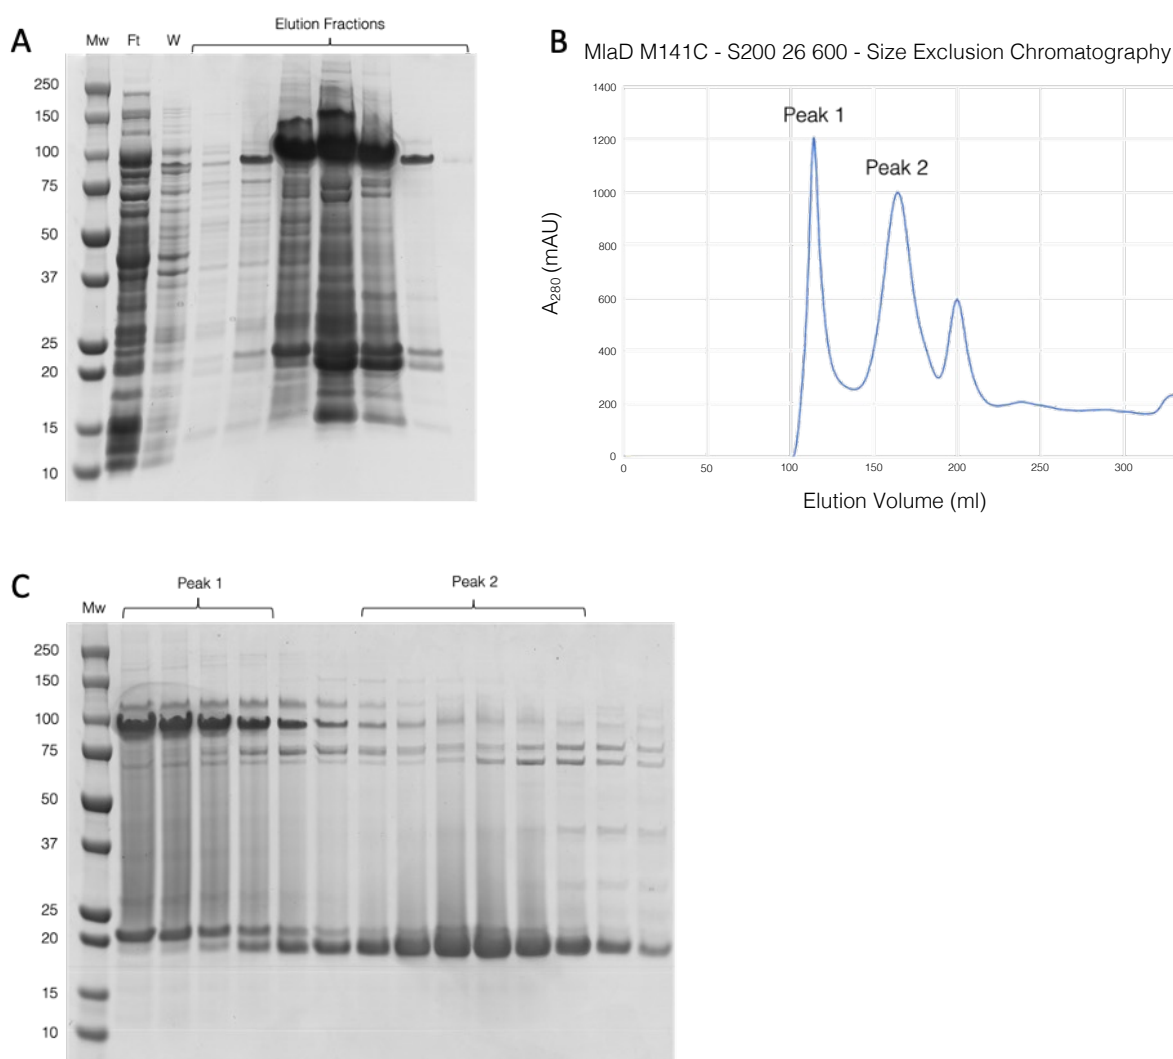 A
Elution Fractions
Mw Ft W
250
150
100
75
50
37
25
20
15
10
B
MlaD M141C - S200 26 600 - Size Exclusion Chromatography
1400
1200
1000
800
600
400
200
0
A280 (mAU)
Peak 1
Peak 2
0 50 100 150 200 250 300
Elution Volume (ml)
C
Peak 1 Peak 2
Mw
250
150
100
75
50
37
25
20
15
10